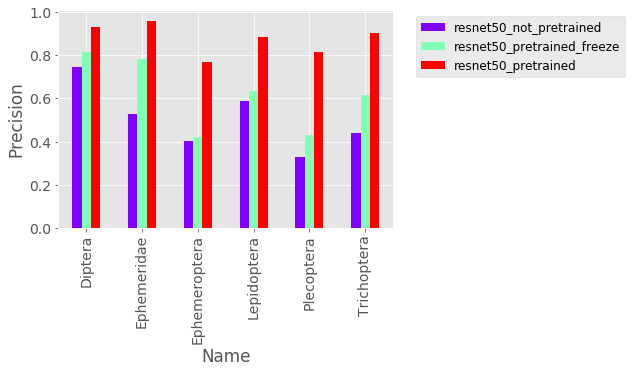 1.0
0.8
0.6
0.4
0.2
0.0
Precision
Diptera
Ephemeridae
Ephemeroptera
Lepidoptera
Plecoptera
Trichoptera
Name
resnet50_not_pretrained
resnet50_pretrained_freeze
resnet50_pretrained